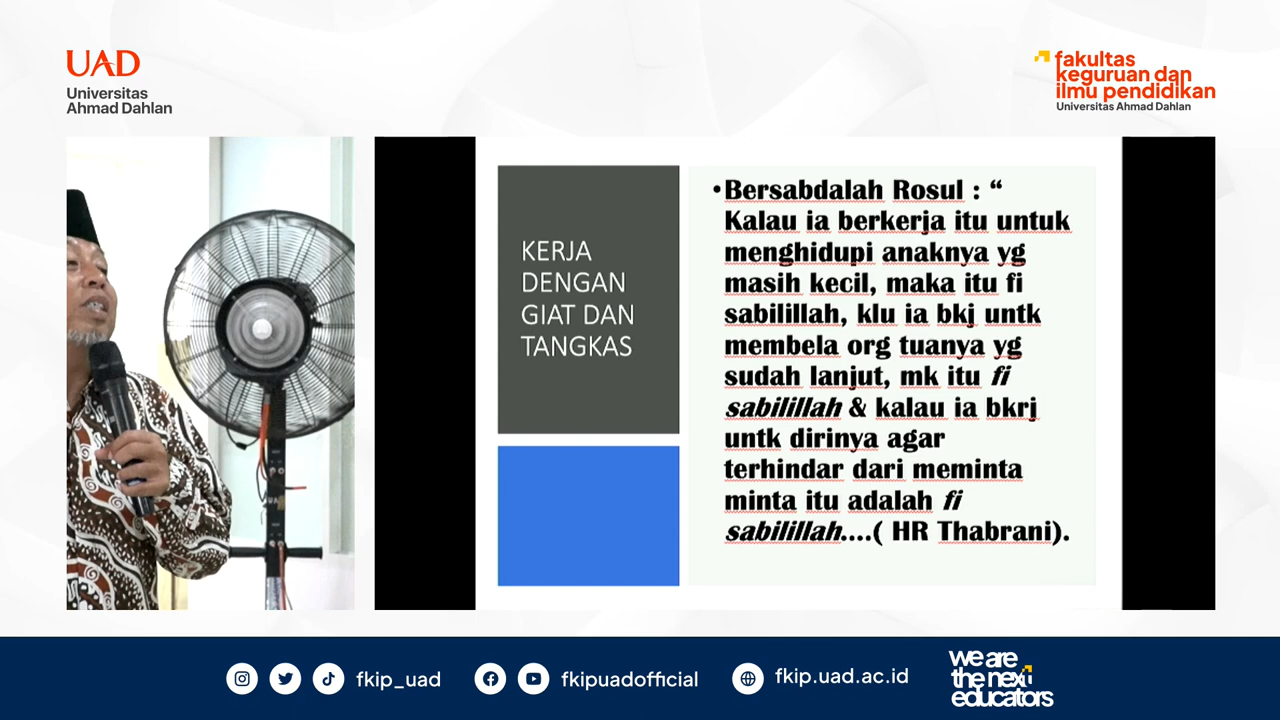 UAD
Universitas
Ahmad Dahlan
fakultas
keguruan dan
ilmu pendidikan
Universitas Ahmad Dahlan
KERJA
DENGAN
GIAT DAN
TANGKAS
•Bersabdalah Rosul : “
Kalau ia berkerja itu untuk
menghidupi anaknya yg
masih kecil, maka itu fi
sabilillah, klu ia bkj untk
membela org tuanya yg
sudah lanjut, mk itu fi
sabilillah & kalau ia bkrj
untk dirinya agar
terhindar dari meminta
minta itu adalah fi
sabilillah....( HR Thabrani).
fkip_uad
fkipuadofficial
fkip.uad.ac.id
we are
the next
educators